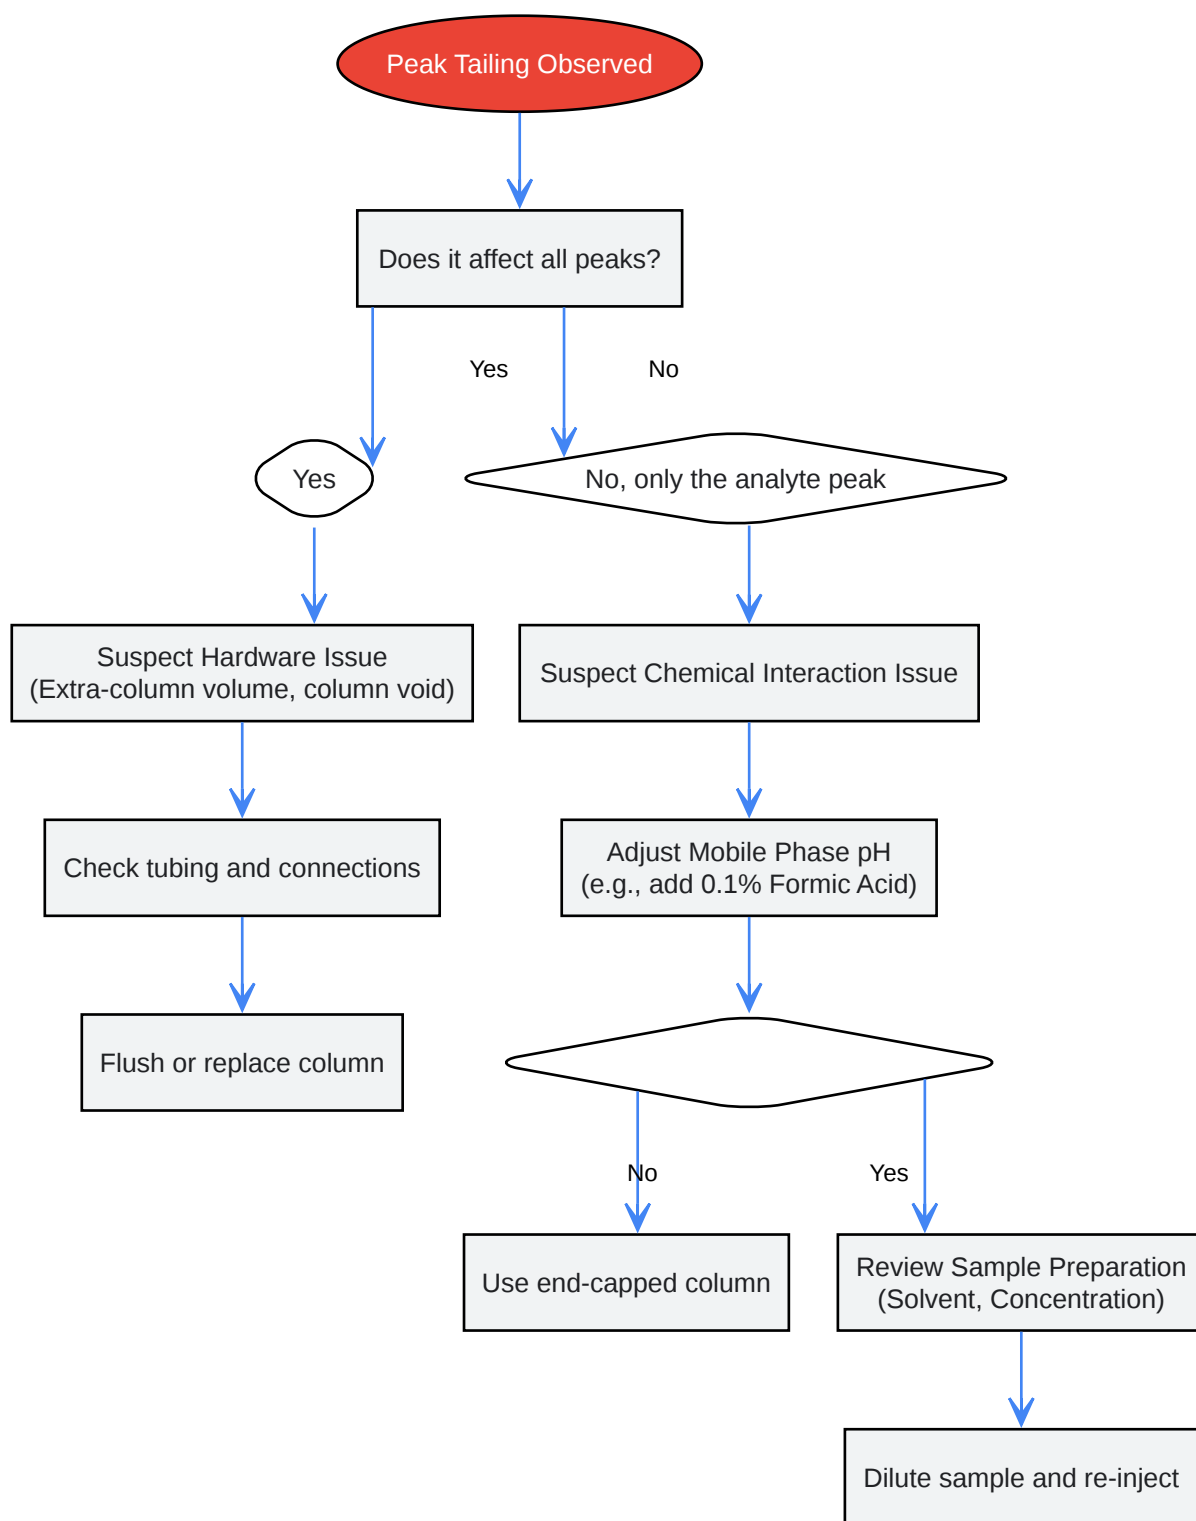 Peak Tailing Observed
Does it affect all peaks?
Yes
No
Yes
No, only the analyte peak
Suspect Hardware Issue
(Extra-column volume, column void)
Suspect Chemical Interaction Issue
Check tubing and connections
Adjust Mobile Phase pH
(e.g., add 0.1% Formic Acid)
Flush or replace column
No
Yes
Use end-capped column
Review Sample Preparation
(Solvent, Concentration)
Dilute sample and re-inject